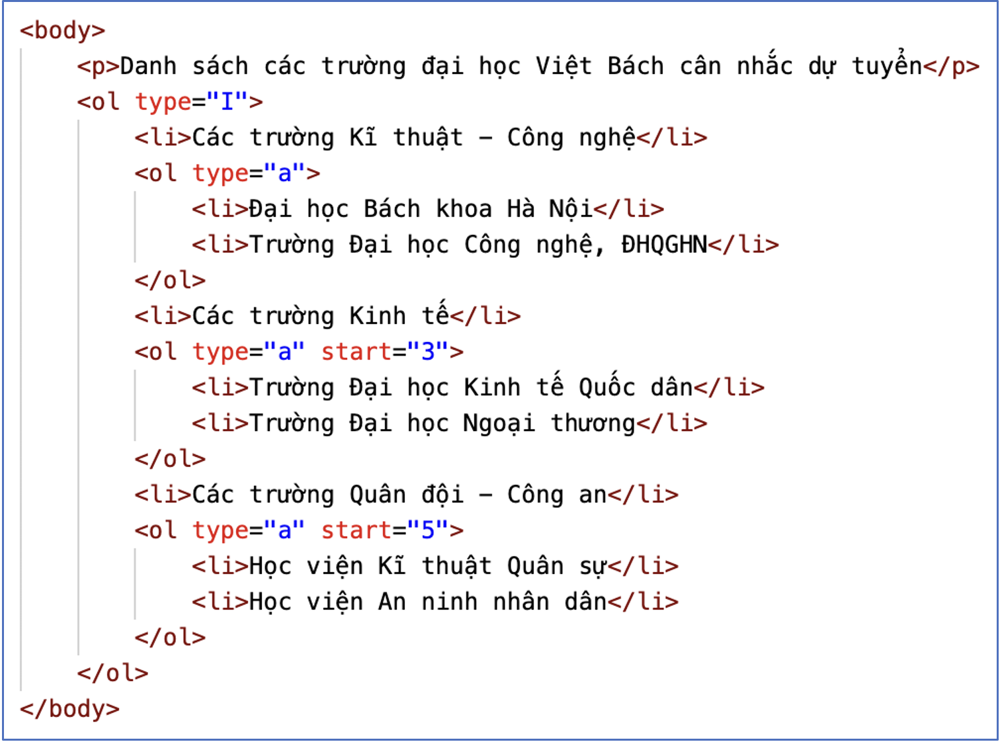 <body>
<p>Danh sách các trường đại học Việt Bách cân nhắc dự tuyển</p>
<ol type="I">
<li>Các trường Kĩ thuật – Công nghệ</li>
<ol type="a">
<li>Đại học Bách khoa Hà Nội</li>
<li>Trường Đại học Công nghệ, ĐHQGHN</li>
</ol>
<li>Các trường Kinh tế</li>
<ol type="a" start="3">
<li>Trường Đại học Kinh tế Quốc dân</li>
<li>Trường Đại học Ngoại thương</li>
</ol>
<li>Các trường Quân đội – Công an</li>
<ol type="a" start="5">
<li>Học viện Kĩ thuật Quân sự</li>
<li>Học viện An ninh nhân dân</li>
</ol>
</ol>
</body>